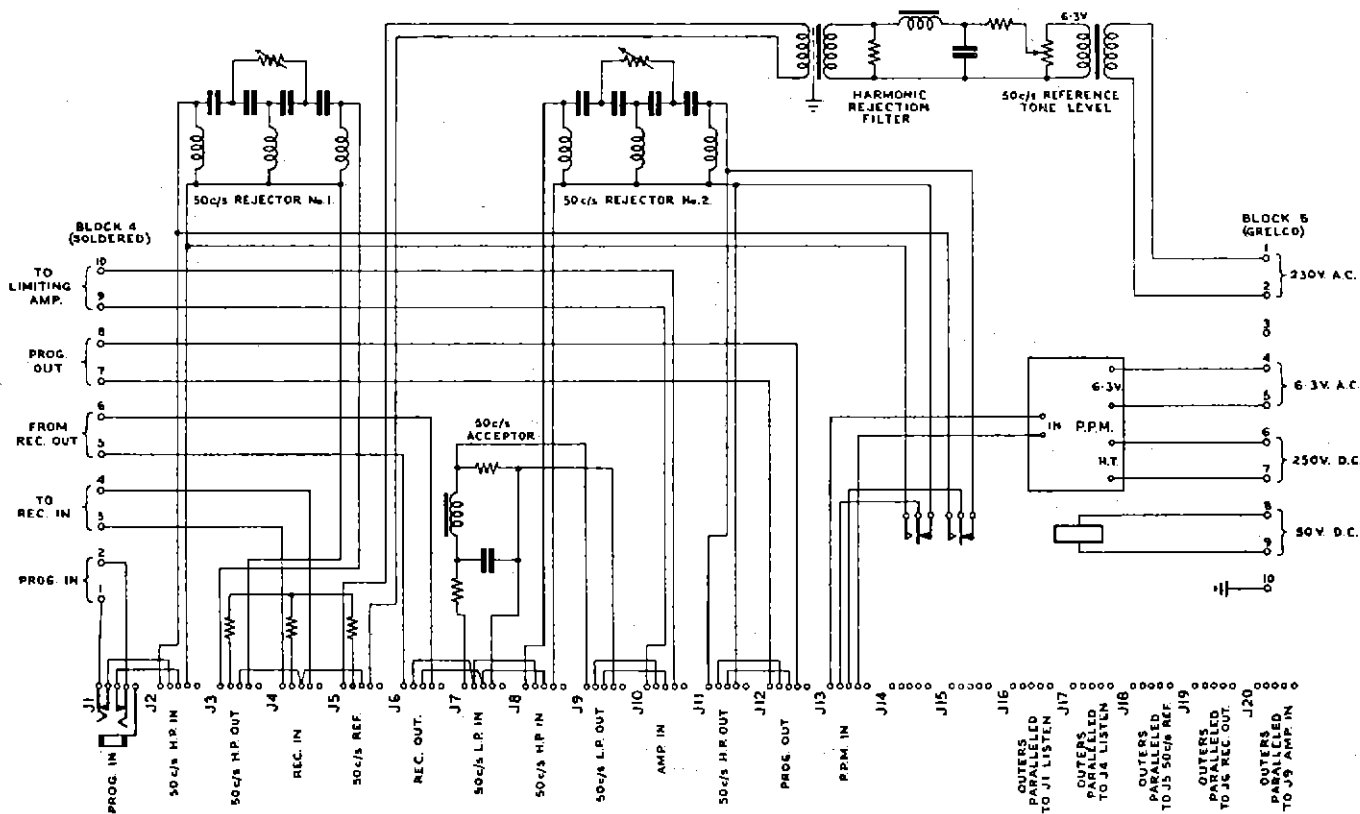 6·3V
HARMONIC
REJECTION
FILTER
50c/s REFERENCE
TONE LEVEL
50c/s REJECTOR No.1.
50c/s REJECTOR No.2.
BLOCK 4
(SOLDERED)
BLOCK 5
(GRELCO)
TO
LIMITING
AMP.
10
9
PROG.
OUT
8
7
FROM
REC. OUT
6
5
TO
REC. IN
4
3
PROG. IN
2
1
50c/s
ACCEPTOR
1
2
230V. A.C.
3
4
5
6·3V. A.C.
6
7
250V. D.C.
8
9
50V. D.C.
10
6·3V.
IN
P.P.M.
H.T.
J1
J2
J3
J4
J5
J6
J7
J8
J9
J10
J11
J12
J13
J14
J15
J16
J17
J18
J19
J20
PROG. IN
50c/s H.P. IN
50c/s H.P. OUT
REC. IN
50c/s REF.
REC. OUT.
50c/s L.P. IN
50c/s H.P. IN
50c/s L.P. OUT
AMP. IN
50c/s H.P. OUT
PROG. OUT
P.P.M. IN
OUTERS
PARALLELED
TO J1 LISTEN
OUTERS
PARALLELED
TO J4 LISTEN
OUTERS
PARALLELED
TO J5 50c/s REF.
OUTERS
PARALLELED
TO J6 REC. OUT.
OUTERS
PARALLELED
TO J9 AMP. IN